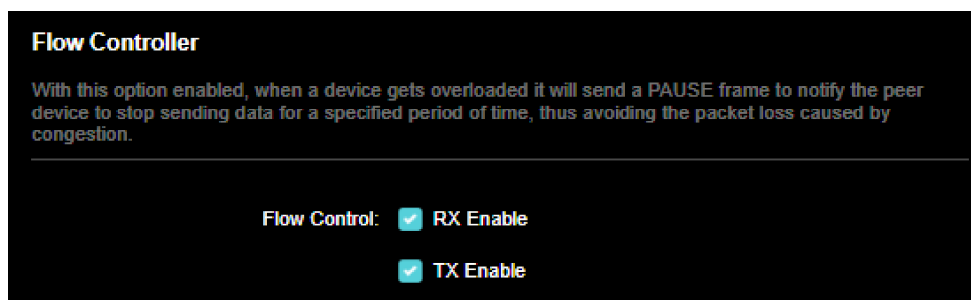 Flow Controller
With this option enabled, when a device gets overloaded it will send a PAUSE frame to notify the peer
device to stop sending data for a specified period of time, thus avoiding the packet loss caused by
congestion.
Flow Control: RX Enable
TX Enable